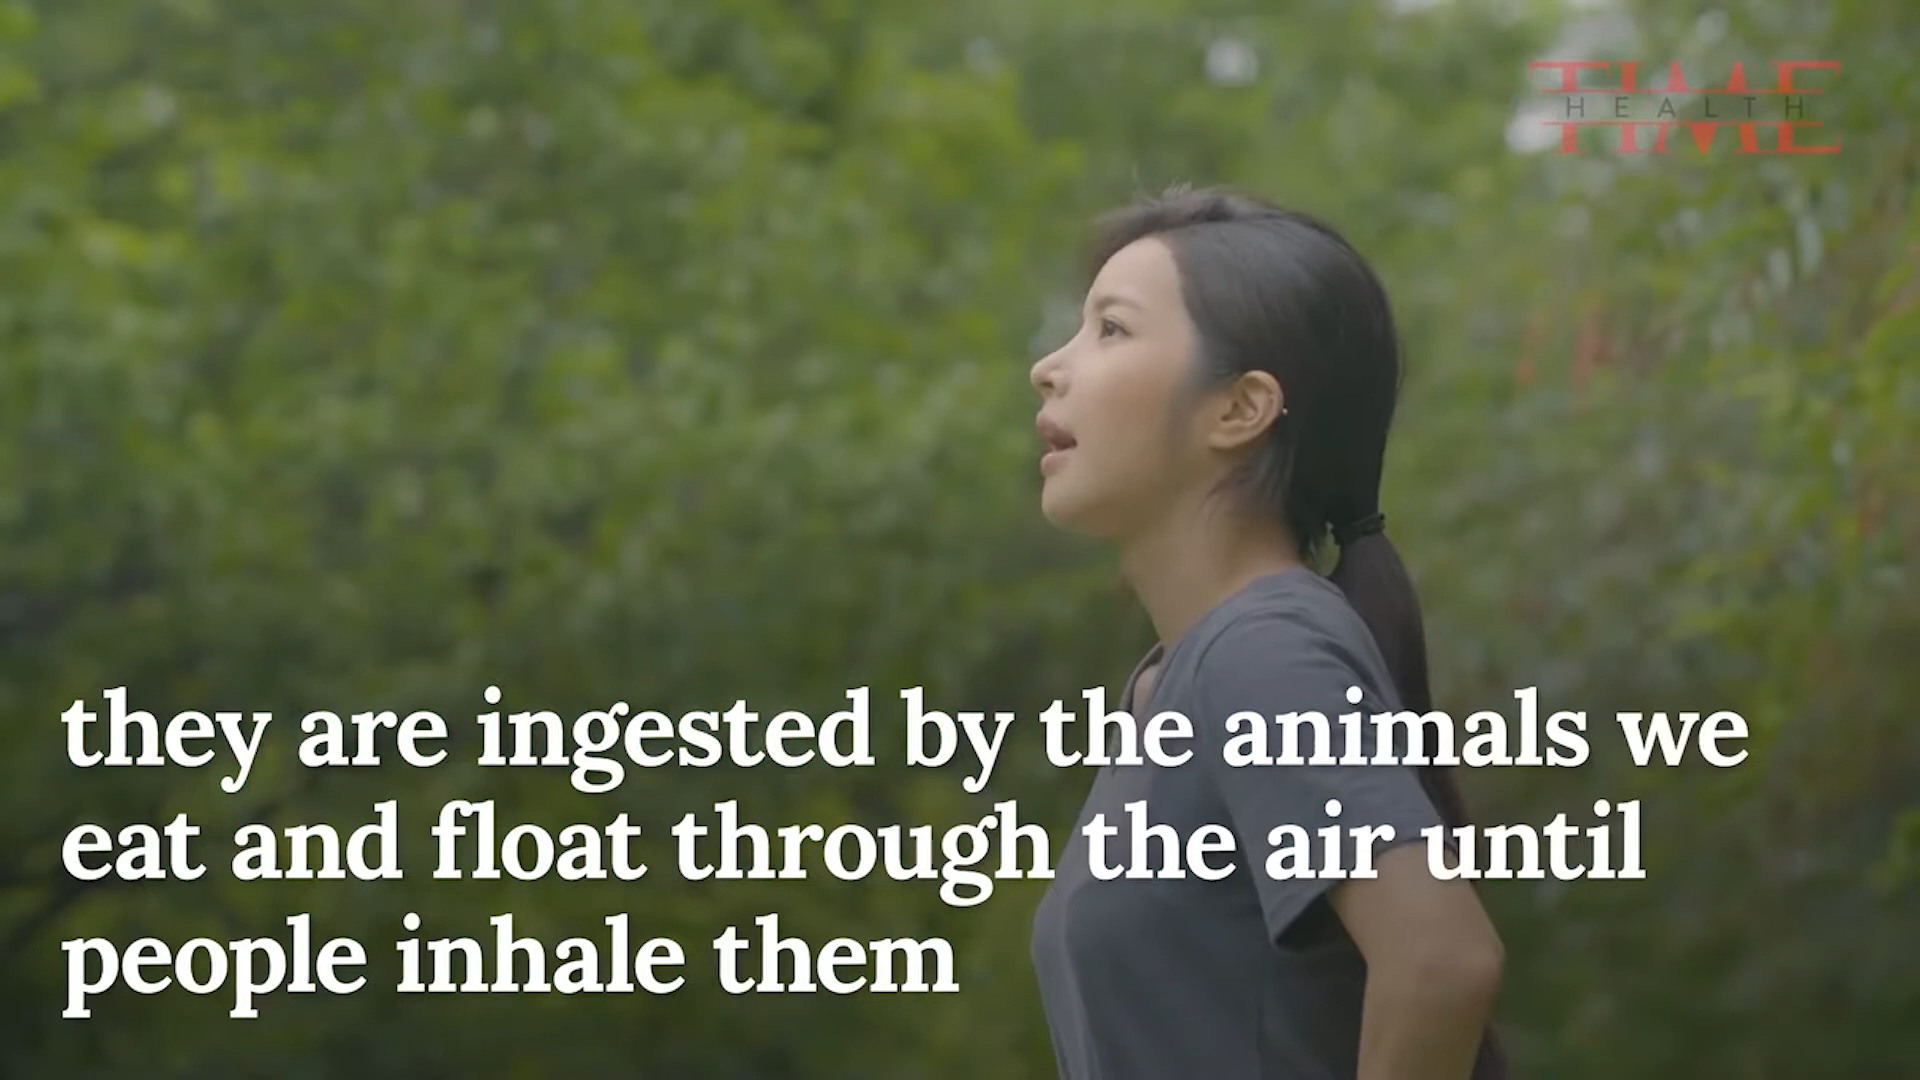 TIME
HEALTH
they are ingested by the animals we
eat and float through the air until
people inhale them